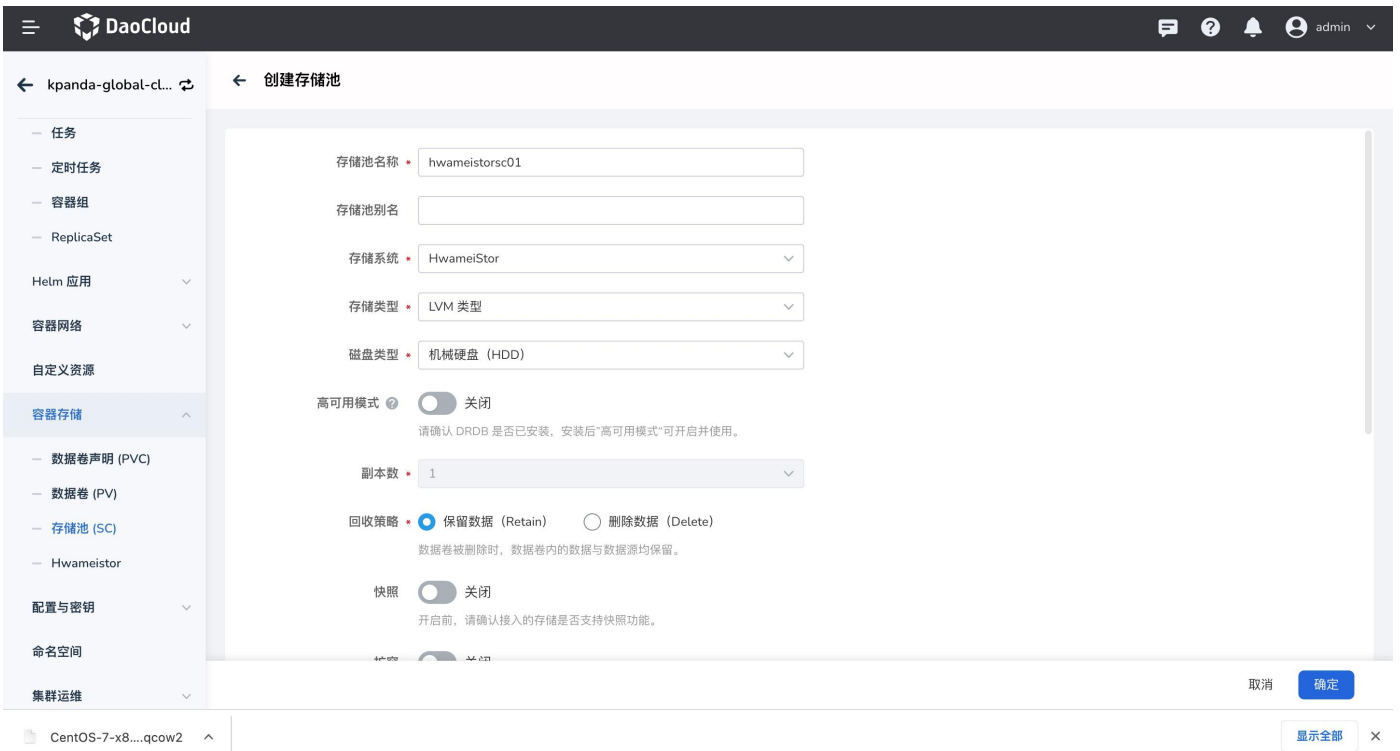 DaoCloud
admin
kpanda-global-cl...
创建存储池
任务
定时任务
容器组
ReplicaSet
Helm 应用
容器网络
自定义资源
容器存储
数据卷声明 (PVC)
数据卷 (PV)
存储池 (SC)
Hwameistor
配置与密钥
命名空间
集群运维
存储池名称 * hwameistorsc01
存储池别名
存储系统 * HwameiStor
存储类型 * LVM 类型
磁盘类型 * 机械硬盘（HDD）
高可用模式 关闭
请确认 DRDB 是否已安装，安装后”高可用模式“可开启并使用。
副本数 * 1
回收策略 * 保留数据（Retain） 删除数据（Delete）
数据卷被删除时，数据卷内的数据与数据源均保留。
快照 关闭
开启前，请确认接入的存储是否支持快照功能。
扩容 关闭
取消 确定
CentOS-7-x8....qcow2
显示全部